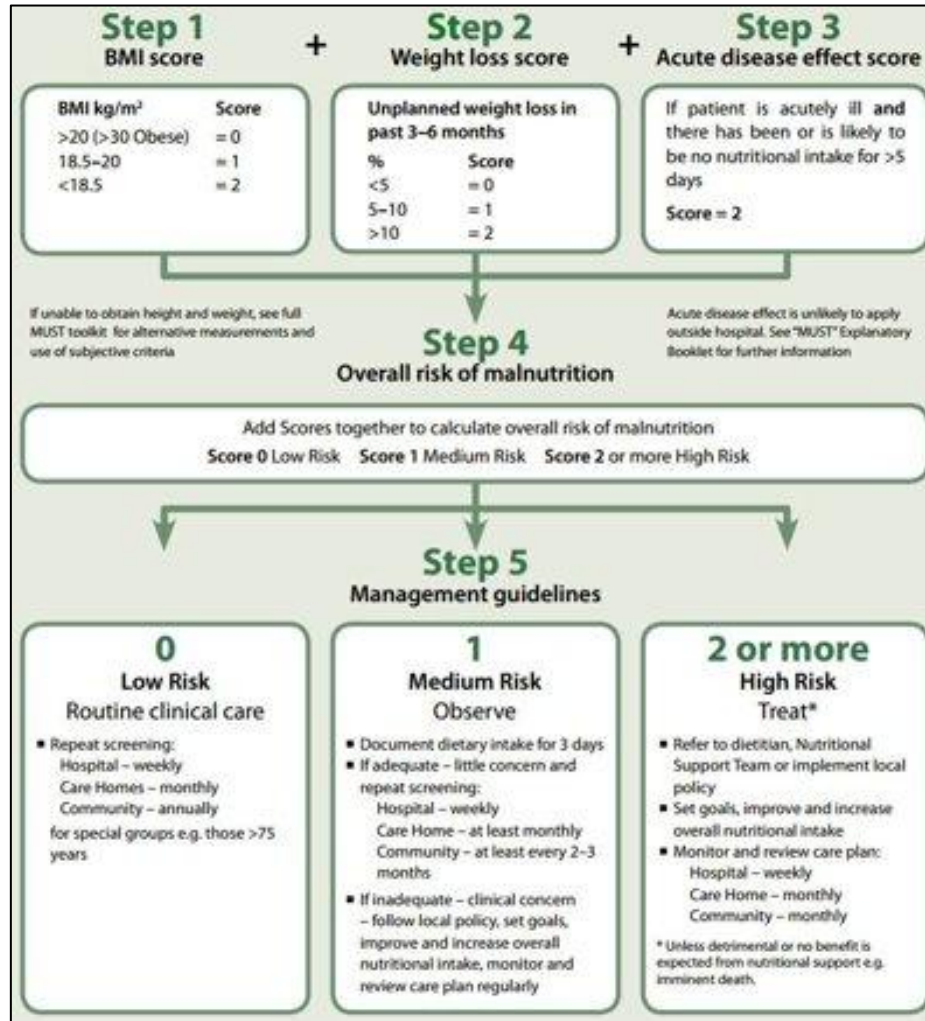 Step 1
BMI score
+
Step 2
Weight loss score
+
Step 3
Acute disease effect score
BMI kg/m² Score
>20 (>30 Obese) = 0
18.5–20 = 1
<18.5 = 2
Unplanned weight loss in
past 3–6 months
% Score
<5 = 0
5–10 = 1
>10 = 2
If patient is acutely ill and
there has been or is likely to
be no nutritional intake for >5
days
Score = 2
If unable to obtain height and weight, see full
MUST toolkit for alternative measurements and
use of subjective criteria
Acute disease effect is unlikely to apply
outside hospital. See "MUST" Explanatory
Booklet for further information
Step 4
Overall risk of malnutrition
Add Scores together to calculate overall risk of malnutrition
Score 0 Low Risk Score 1 Medium Risk Score 2 or more High Risk
Step 5
Management guidelines
0
Low Risk
Routine clinical care
■ Repeat screening:
Hospital – weekly
Care Homes – monthly
Community – annually
for special groups e.g. those >75
years
1
Medium Risk
Observe
■ Document dietary intake for 3 days
■ If adequate – little concern and
repeat screening:
Hospital – weekly
Care Home – at least monthly
Community – at least every 2–3
months
■ If inadequate – clinical concern
– follow local policy, set goals,
improve and increase overall
nutritional intake, monitor and
review care plan regularly
2 or more
High Risk
Treat*
■ Refer to dietitian, Nutritional
Support Team or implement local
policy
■ Set goals, improve and increase
overall nutritional intake
■ Monitor and review care plan:
Hospital – weekly
Care Home – monthly
Community – monthly
* Unless detrimental or no benefit is
expected from nutritional support e.g.
imminent death.